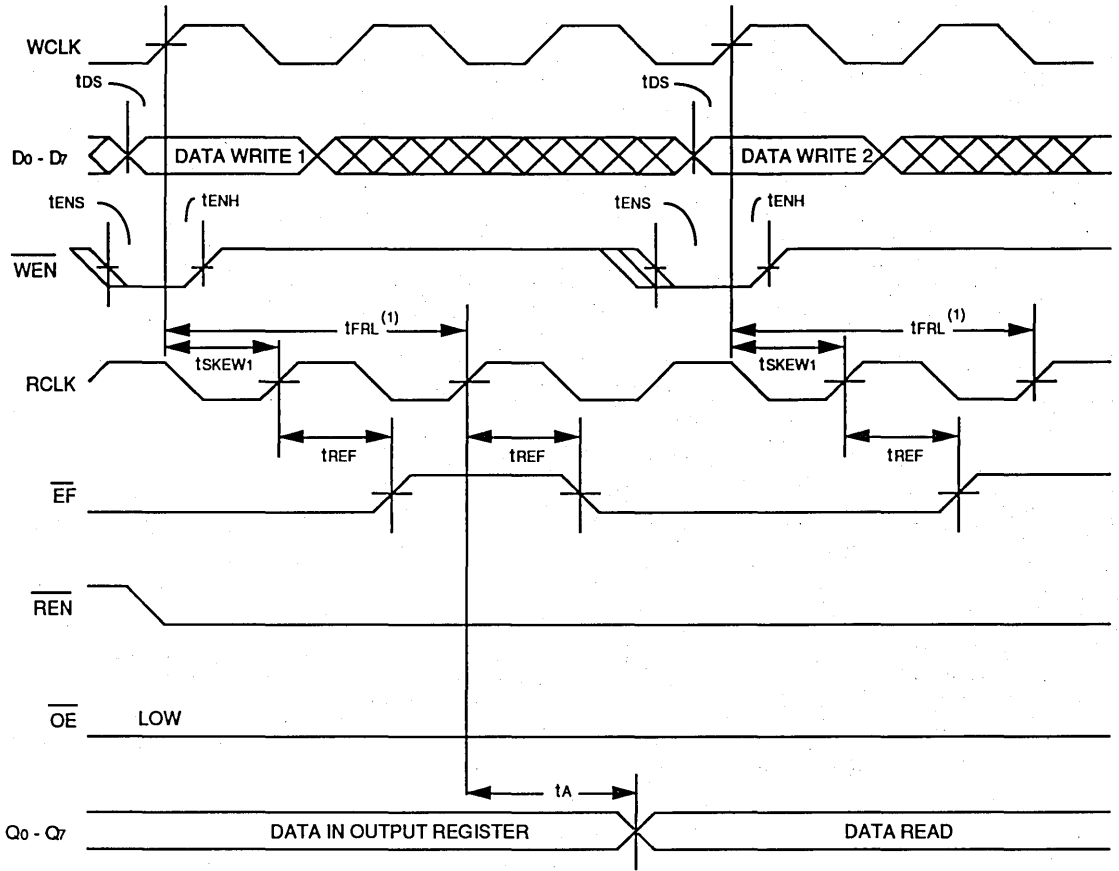 WCLK
tDS tDS
D0 - D7 DATA WRITE 1 DATA WRITE 2
tENS tENH tENS tENH
WEN
tFRL (1) tFRL (1)
tSKEW1 tSKEW1
RCLK
tREF tREF tREF
EF
REN
OE LOW
tA
Q0 - Q7 DATA IN OUTPUT REGISTER DATA READ